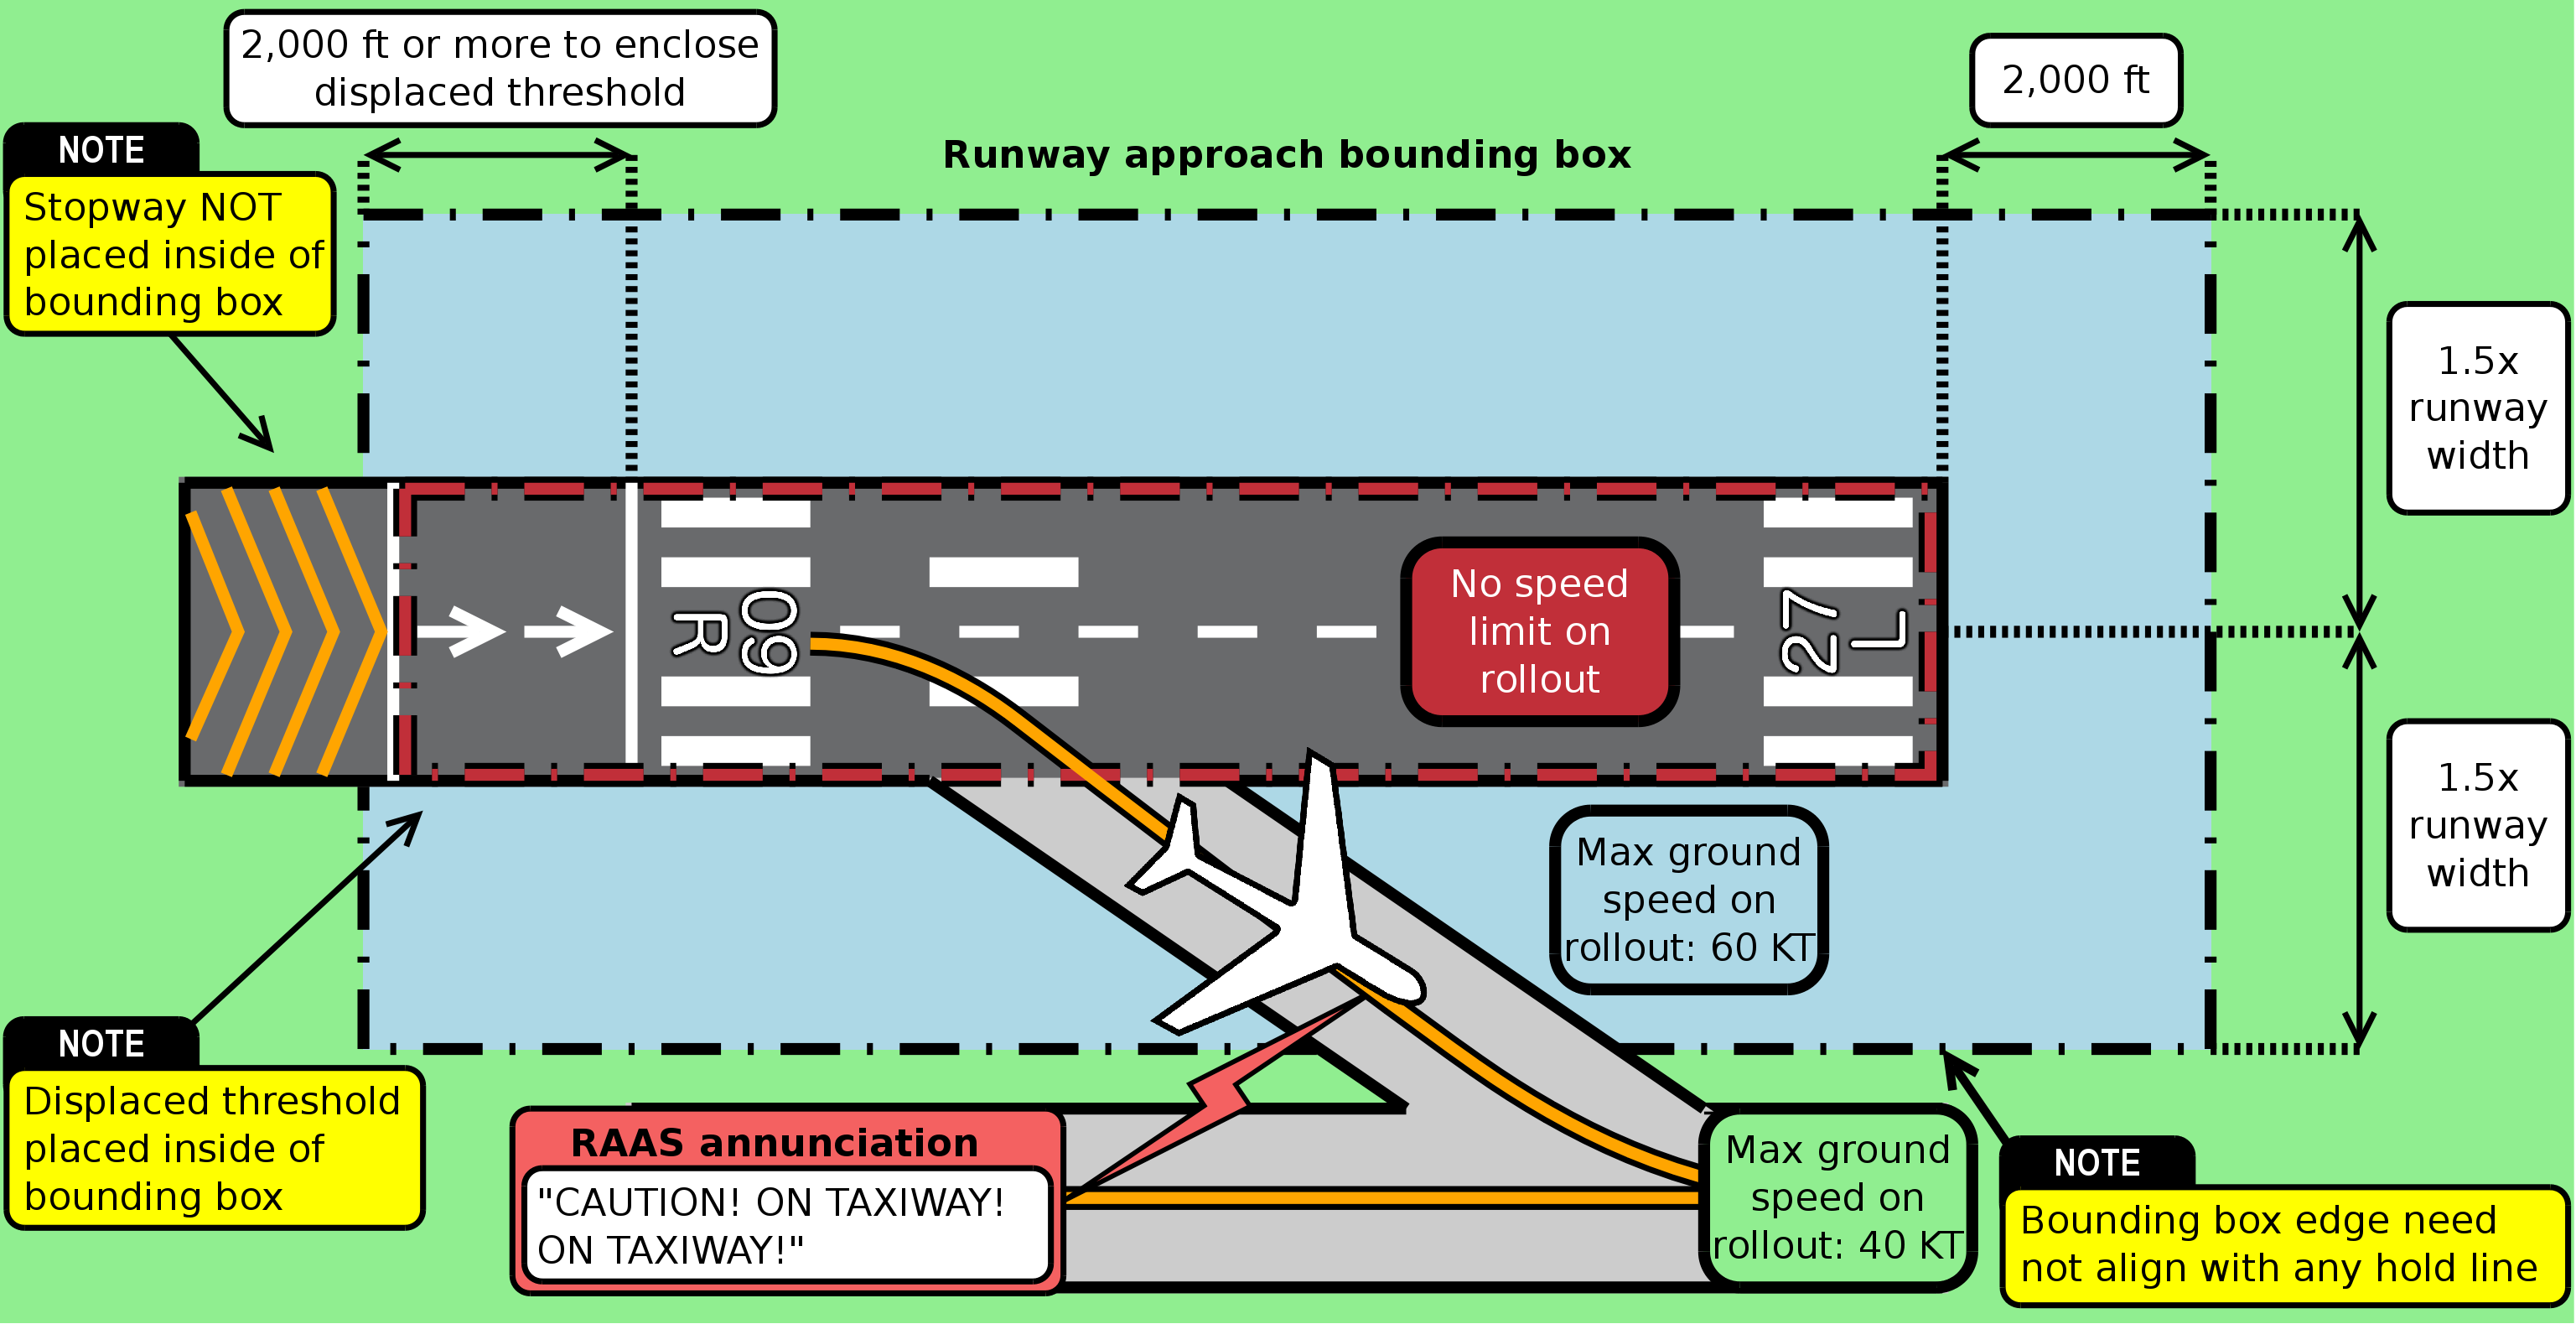 2,000 ft or more to enclose
displaced threshold
2,000 ft
NOTE
Stopway NOT
placed inside of
bounding box
Runway approach bounding box
1.5x
runway
width
09
R
No speed
limit on
rollout
27
L
1.5x
runway
width
Max ground
speed on
rollout: 60 KT
NOTE
Displaced threshold
placed inside of
bounding box
RAAS annunciation
"CAUTION! ON TAXIWAY!
ON TAXIWAY!"
Max ground
speed on
rollout: 40 KT
NOTE
Bounding box edge need
not align with any hold line